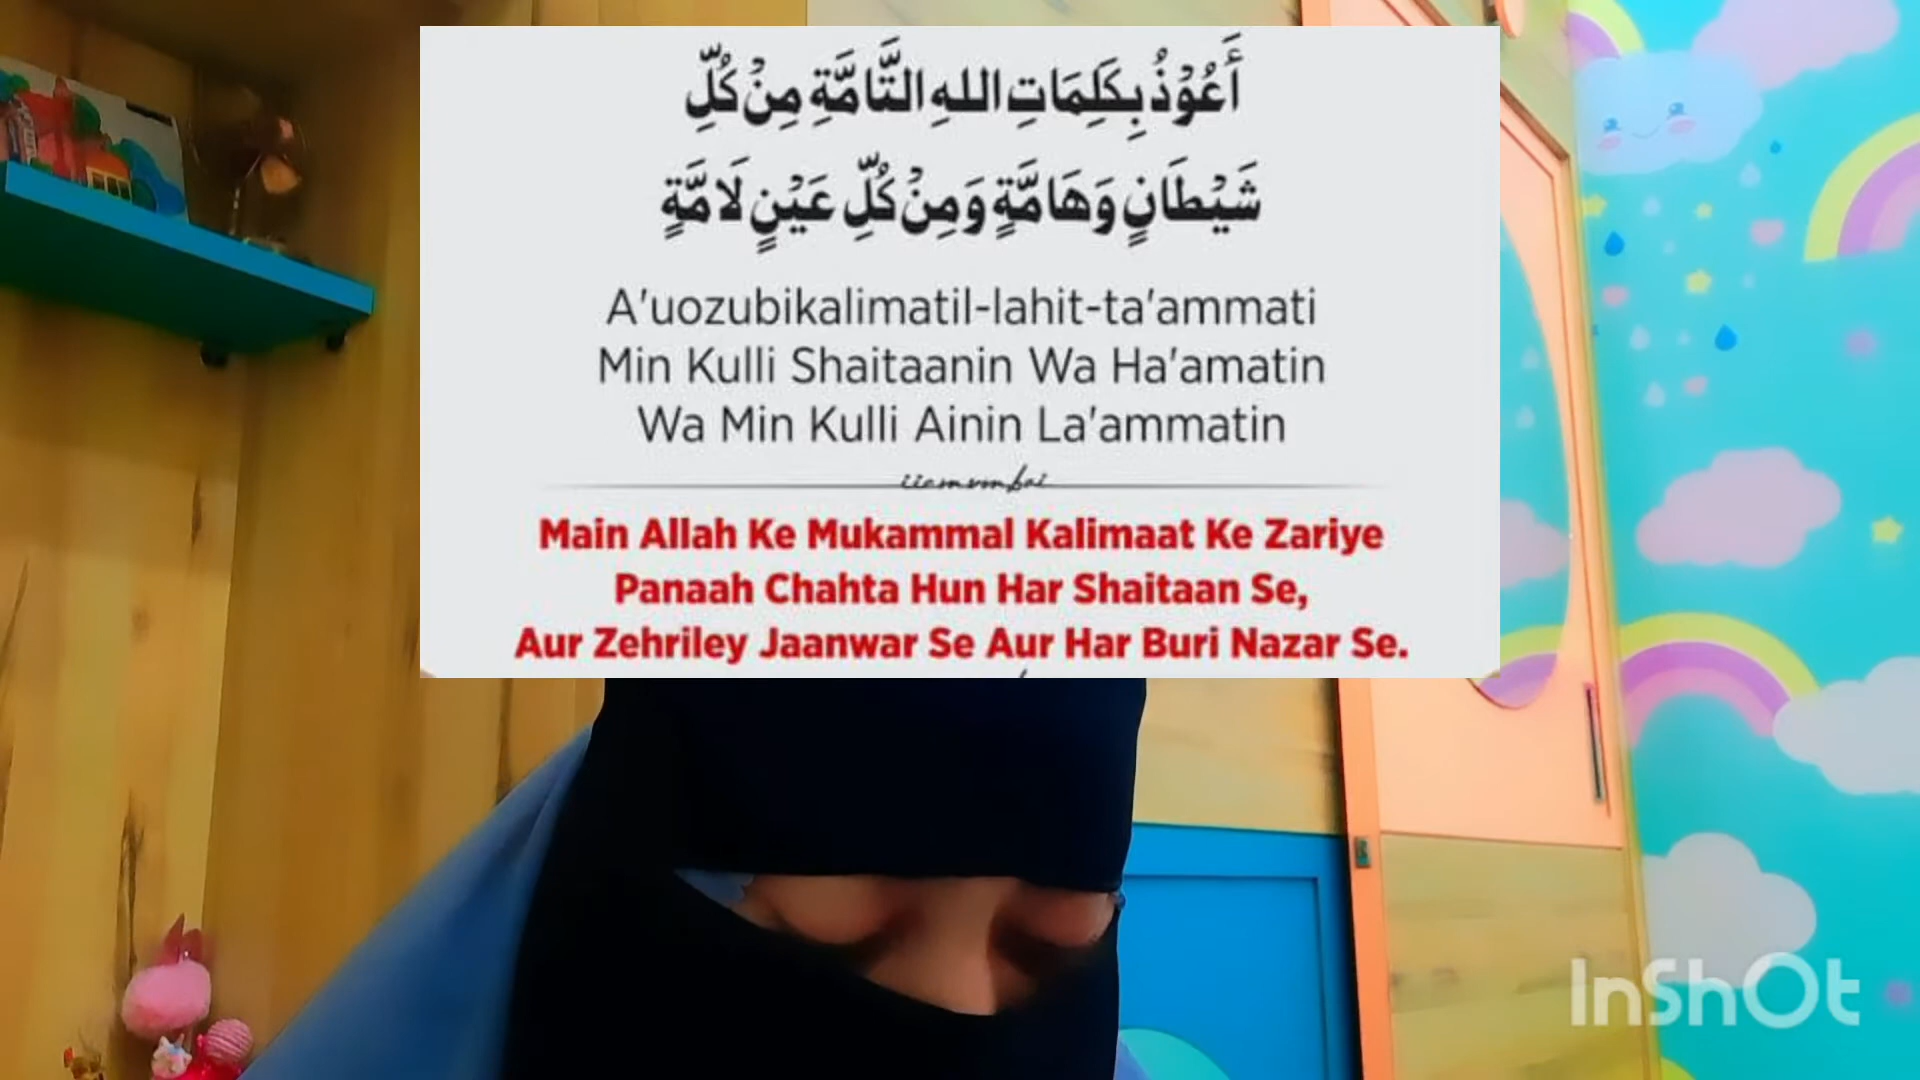 أَعُوْذُ بِكَلِمَاتِ اللهِ التَّامَّةِ مِنْ كُلِّ
شَيْطَانٍ وَهَامَّةٍ وَمِنْ كُلِّ عَيْنٍ لَامَّةٍ
A'uozubikalimatil-lahit-ta'ammati
Min Kulli Shaitaanin Wa Ha'amatin
Wa Min Kulli Ainin La'ammatin
Main Allah Ke Mukammal Kalimaat Ke Zariye
Panaah Chahta Hun Har Shaitaan Se,
Aur Zehriley Jaanwar Se Aur Har Buri Nazar Se.
InShOt